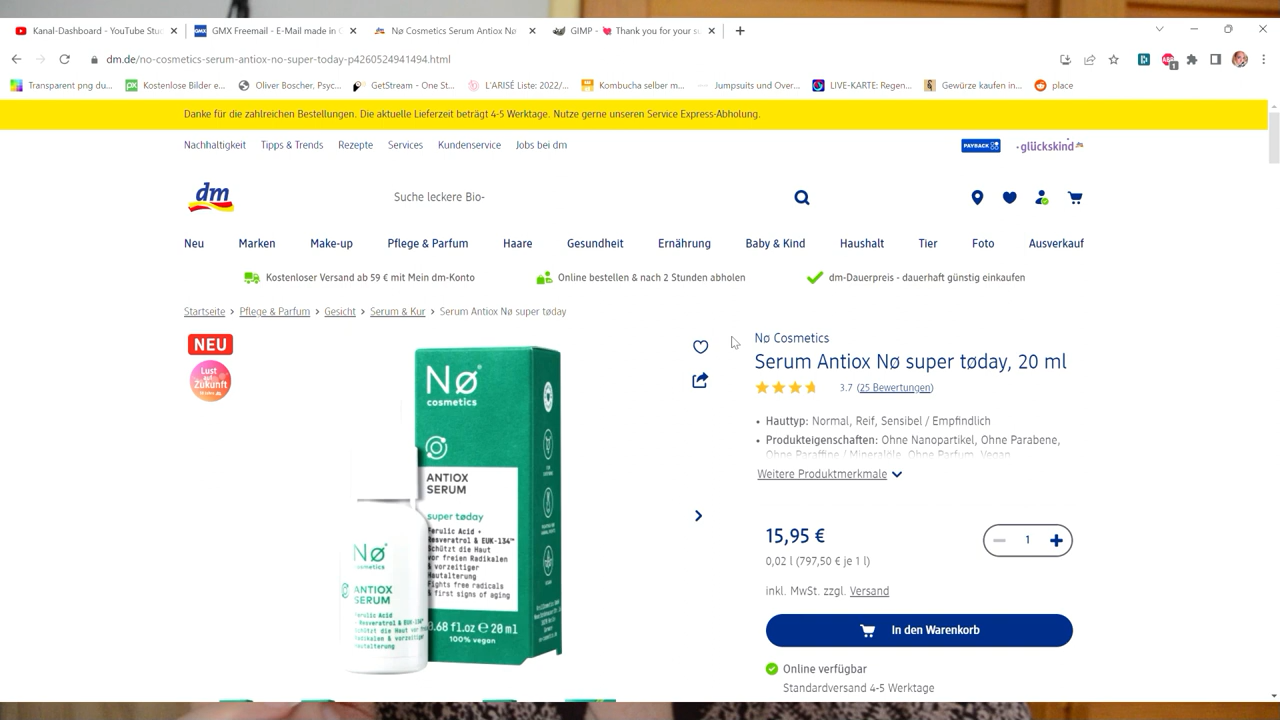 Kanal-Dashboard - YouTube Stu
GMX Freemail - E-Mail made in
Nø Cosmetics Serum Antiox Nø
GIMP - 💘 Thank you for your su
dm.de/no-cosmetics-serum-antiox-no-super-today-p4260524941494.html
Transparent png du...
Kostenlose Bilder e...
Oliver Boscher, Psyc...
GetStream - One St...
L'ARISÉ Liste: 2022/...
Kombucha selber m...
Jumpsuits und Over...
LIVE-KARTE: Regen...
Gewürze kaufen in...
place
Danke für die zahlreichen Bestellungen. Die aktuelle Lieferzeit beträgt 4-5 Werktage. Nutze gerne unseren Service Express-Abholung.
Nachhaltigkeit Tipps & Trends Rezepte Services Kundenservice Jobs bei dm
PAYBACK
glückskind
dm
Suche leckere Bio-
Neu Marken Make-up Pflege & Parfum Haare Gesundheit Ernährung Baby & Kind Haushalt Tier Foto Ausverkauf
Kostenloser Versand ab 59 € mit Mein dm-Konto
Online bestellen & nach 2 Stunden abholen
dm-Dauerpreis - dauerhaft günstig einkaufen
Startseite > Pflege & Parfum > Gesicht > Serum & Kur > Serum Antiox Nø super tøday
NEU
Lust auf Zukunft
Nø
cosmetics
ANTIOX
SERUM
super tøday
Ferulic Acid +
Resveratrol & EUK-134™
Schützt die Haut
vor freien Radikalen
& vorzeitiger
Hautalterung
Fights free radicals
& first signs of aging
0.68 fl.oz e 20 ml
100% vegan
Nø
cosmetics
ANTIOX
SERUM
Nø Cosmetics
Serum Antiox Nø super tøday, 20 ml
3.7 (25 Bewertungen)
• Hauttyp: Normal, Reif, Sensibel / Empfindlich
• Produkteigenschaften: Ohne Nanopartikel, Ohne Parabene,
Ohne Paraffine / Mineralöle, Ohne Parfum, Vegan
Weitere Produktmerkmale
15,95 €
1
0,02 l (797,50 € je 1 l)
inkl. MwSt. zzgl. Versand
In den Warenkorb
Online verfügbar
Standardversand 4-5 Werktage